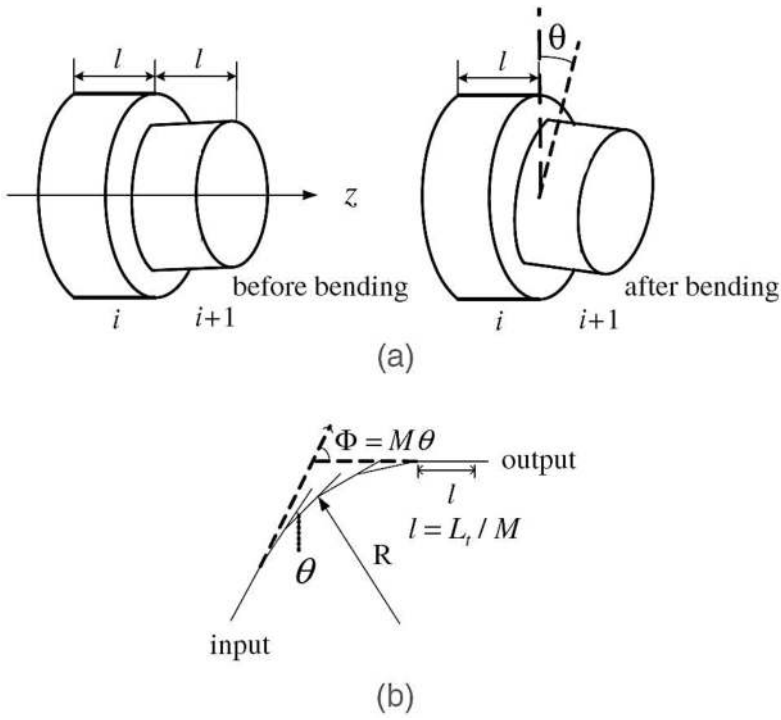 l l
z
before bending
i i+1
l θ
after bending
i i+1
(a)
Φ = Mθ
output
l
l = L_t / M
R
θ
input
(b)